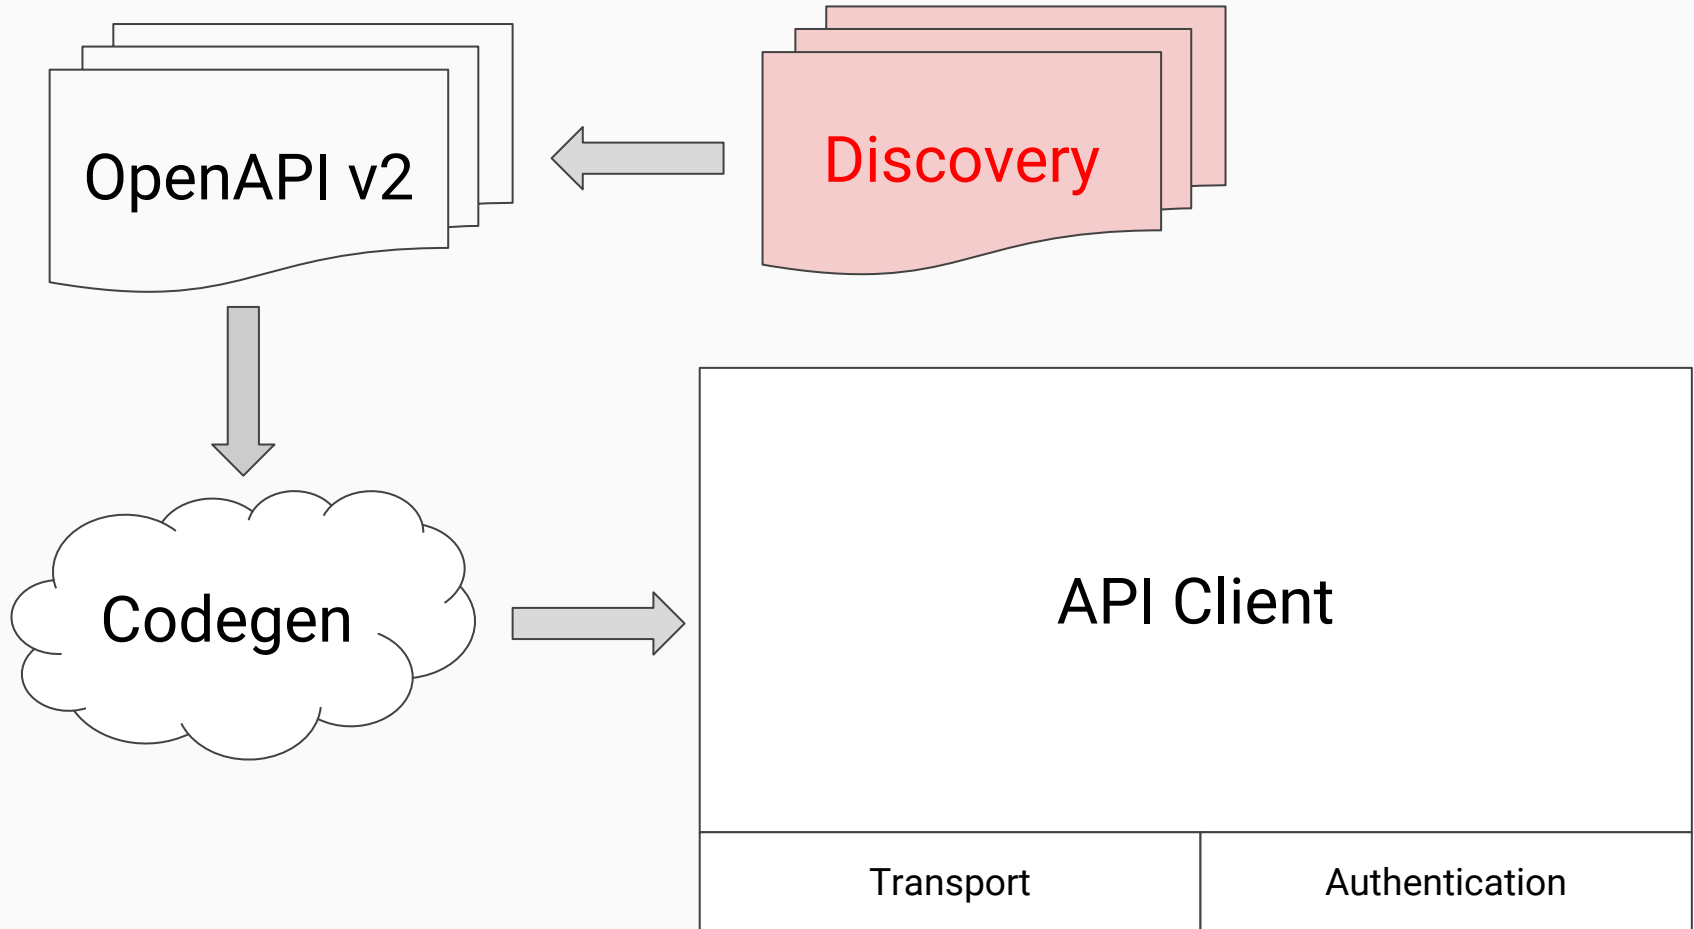 OpenAPI v2
Discovery
Codegen
API Client
Transport
Authentication